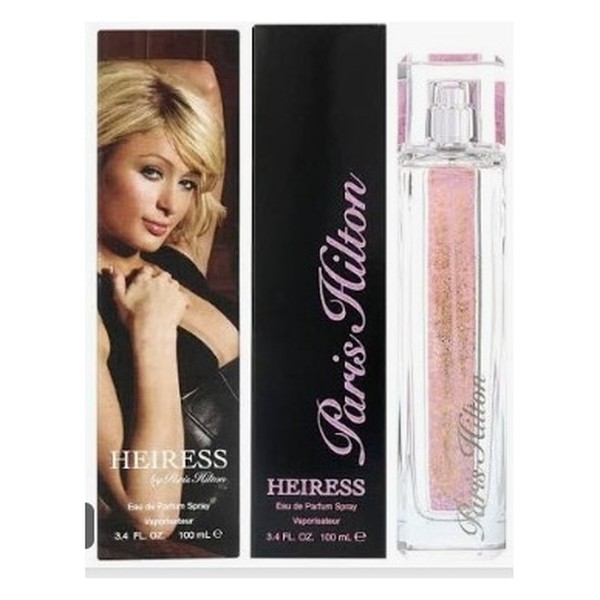 HEIRESS
by Paris Hilton
Eau de Parfum Spray
Vaporisateur
3.4 FL. OZ. 100 mL ℮
Paris Hilton
HEIRESS
Eau de Parfum Spray
Vaporisateur
3.4 FL. OZ. 100 mL ℮
Paris Hilton